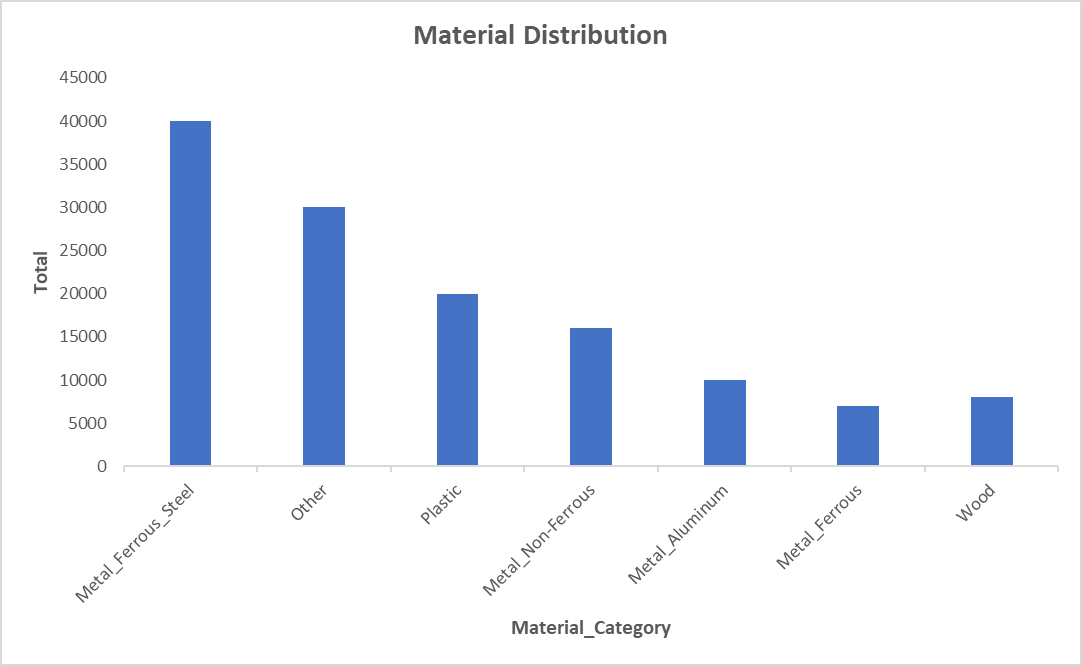 Material Distribution
Total
45000
40000
35000
30000
25000
20000
15000
10000
5000
0
Metal_Ferrous_Steel
Other
Plastic
Metal_Non-Ferrous
Metal_Aluminum
Metal_Ferrous
Wood
Material_Category